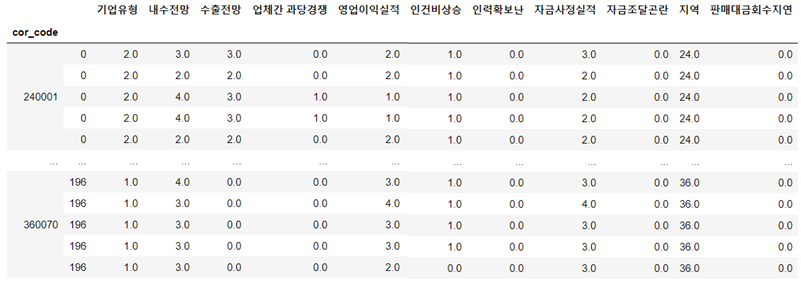 기업유형 내수전망 수출전망 업체간 과당경쟁 영업이익실적 인건비상승 인력확보난 자금사정실적 자금조달곤란 지역 판매대금회수지연
cor_code
0 2.0 3.0 3.0 0.0 2.0 1.0 0.0 3.0 0.0 24.0 0.0
0 2.0 2.0 2.0 0.0 2.0 1.0 0.0 2.0 0.0 24.0 0.0
240001 0 2.0 4.0 3.0 1.0 1.0 1.0 0.0 2.0 0.0 24.0 0.0
0 2.0 4.0 3.0 1.0 1.0 1.0 0.0 2.0 0.0 24.0 0.0
0 2.0 2.0 2.0 0.0 2.0 1.0 0.0 2.0 0.0 24.0 0.0
... ... ... ... ... ... ... ... ... ... ... ... ...
196 1.0 4.0 0.0 0.0 3.0 1.0 0.0 3.0 0.0 36.0 0.0
196 1.0 3.0 0.0 0.0 4.0 1.0 0.0 4.0 0.0 36.0 0.0
360070 196 1.0 3.0 0.0 0.0 3.0 1.0 0.0 3.0 0.0 36.0 0.0
196 1.0 3.0 0.0 0.0 3.0 1.0 0.0 3.0 0.0 36.0 0.0
196 1.0 3.0 0.0 0.0 2.0 0.0 0.0 3.0 0.0 36.0 0.0